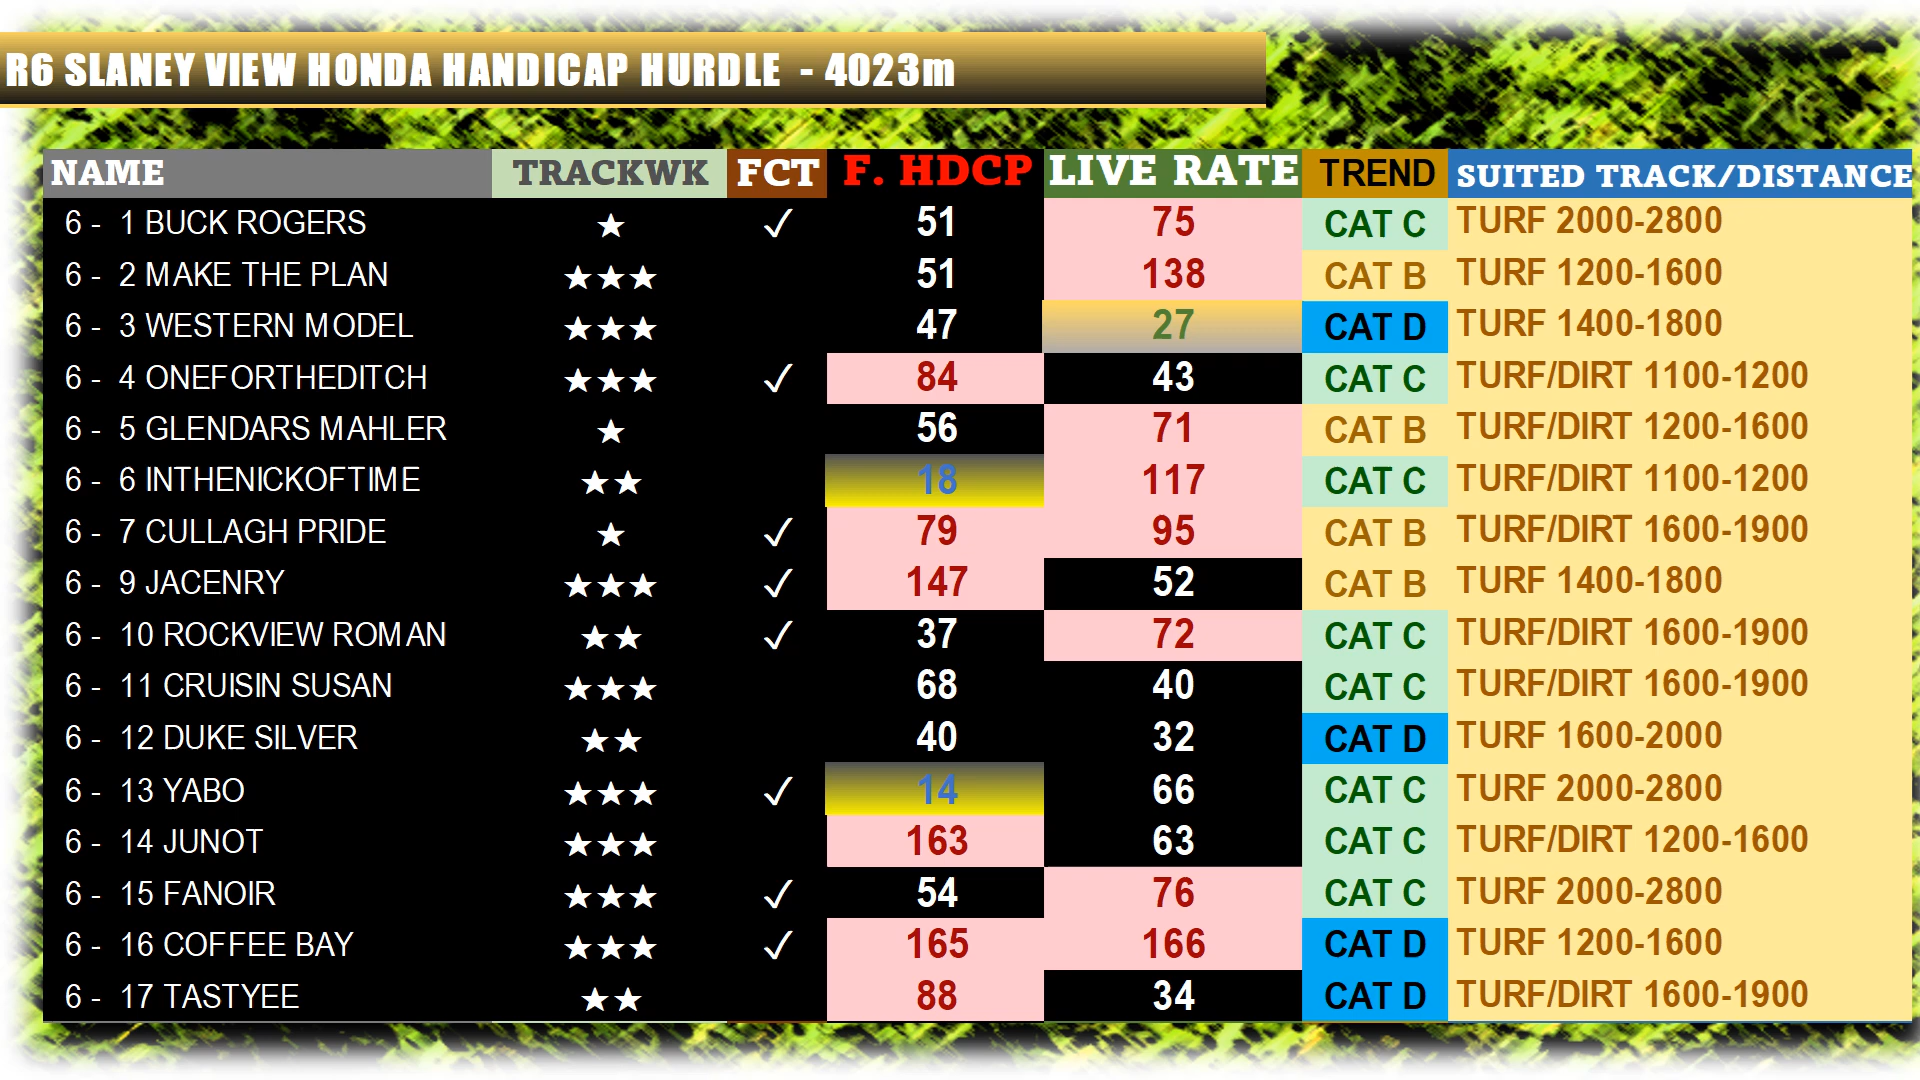 R6 SLANEY VIEW HONDA HANDICAP HURDLE - 4023m
NAME TRACKWK FCT F. HDCP LIVE RATE TREND SUITED TRACK/DISTANCE
6 - 1 BUCK ROGERS ★ ✓ 51 75 CAT C TURF 2000-2800
6 - 2 MAKE THE PLAN ★★★ 51 138 CAT B TURF 1200-1600
6 - 3 WESTERN MODEL ★★★ 47 27 CAT D TURF 1400-1800
6 - 4 ONEFORTHEDITCH ★★★ ✓ 84 43 CAT C TURF/DIRT 1100-1200
6 - 5 GLENDARS MAHLER ★ 56 71 CAT B TURF/DIRT 1200-1600
6 - 6 INTHENICKOFTIME ★★ 18 117 CAT C TURF/DIRT 1100-1200
6 - 7 CULLAGH PRIDE ★ ✓ 79 95 CAT B TURF/DIRT 1600-1900
6 - 9 JACENRY ★★★ ✓ 147 52 CAT B TURF 1400-1800
6 - 10 ROCKVIEW ROMAN ★★ ✓ 37 72 CAT C TURF/DIRT 1600-1900
6 - 11 CRUISIN SUSAN ★★★ 68 40 CAT C TURF/DIRT 1600-1900
6 - 12 DUKE SILVER ★★ 40 32 CAT D TURF 1600-2000
6 - 13 YABO ★★★ ✓ 14 66 CAT C TURF 2000-2800
6 - 14 JUNOT ★★★ 163 63 CAT C TURF/DIRT 1200-1600
6 - 15 FANOIR ★★★ ✓ 54 76 CAT C TURF 2000-2800
6 - 16 COFFEE BAY ★★★ ✓ 165 166 CAT D TURF 1200-1600
6 - 17 TASTYEE ★★ 88 34 CAT D TURF/DIRT 1600-1900